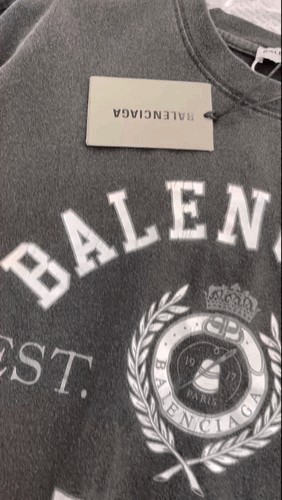 BALENCIAGA
BALEN
EST.
19 17
PARIS
BALENCIAGA